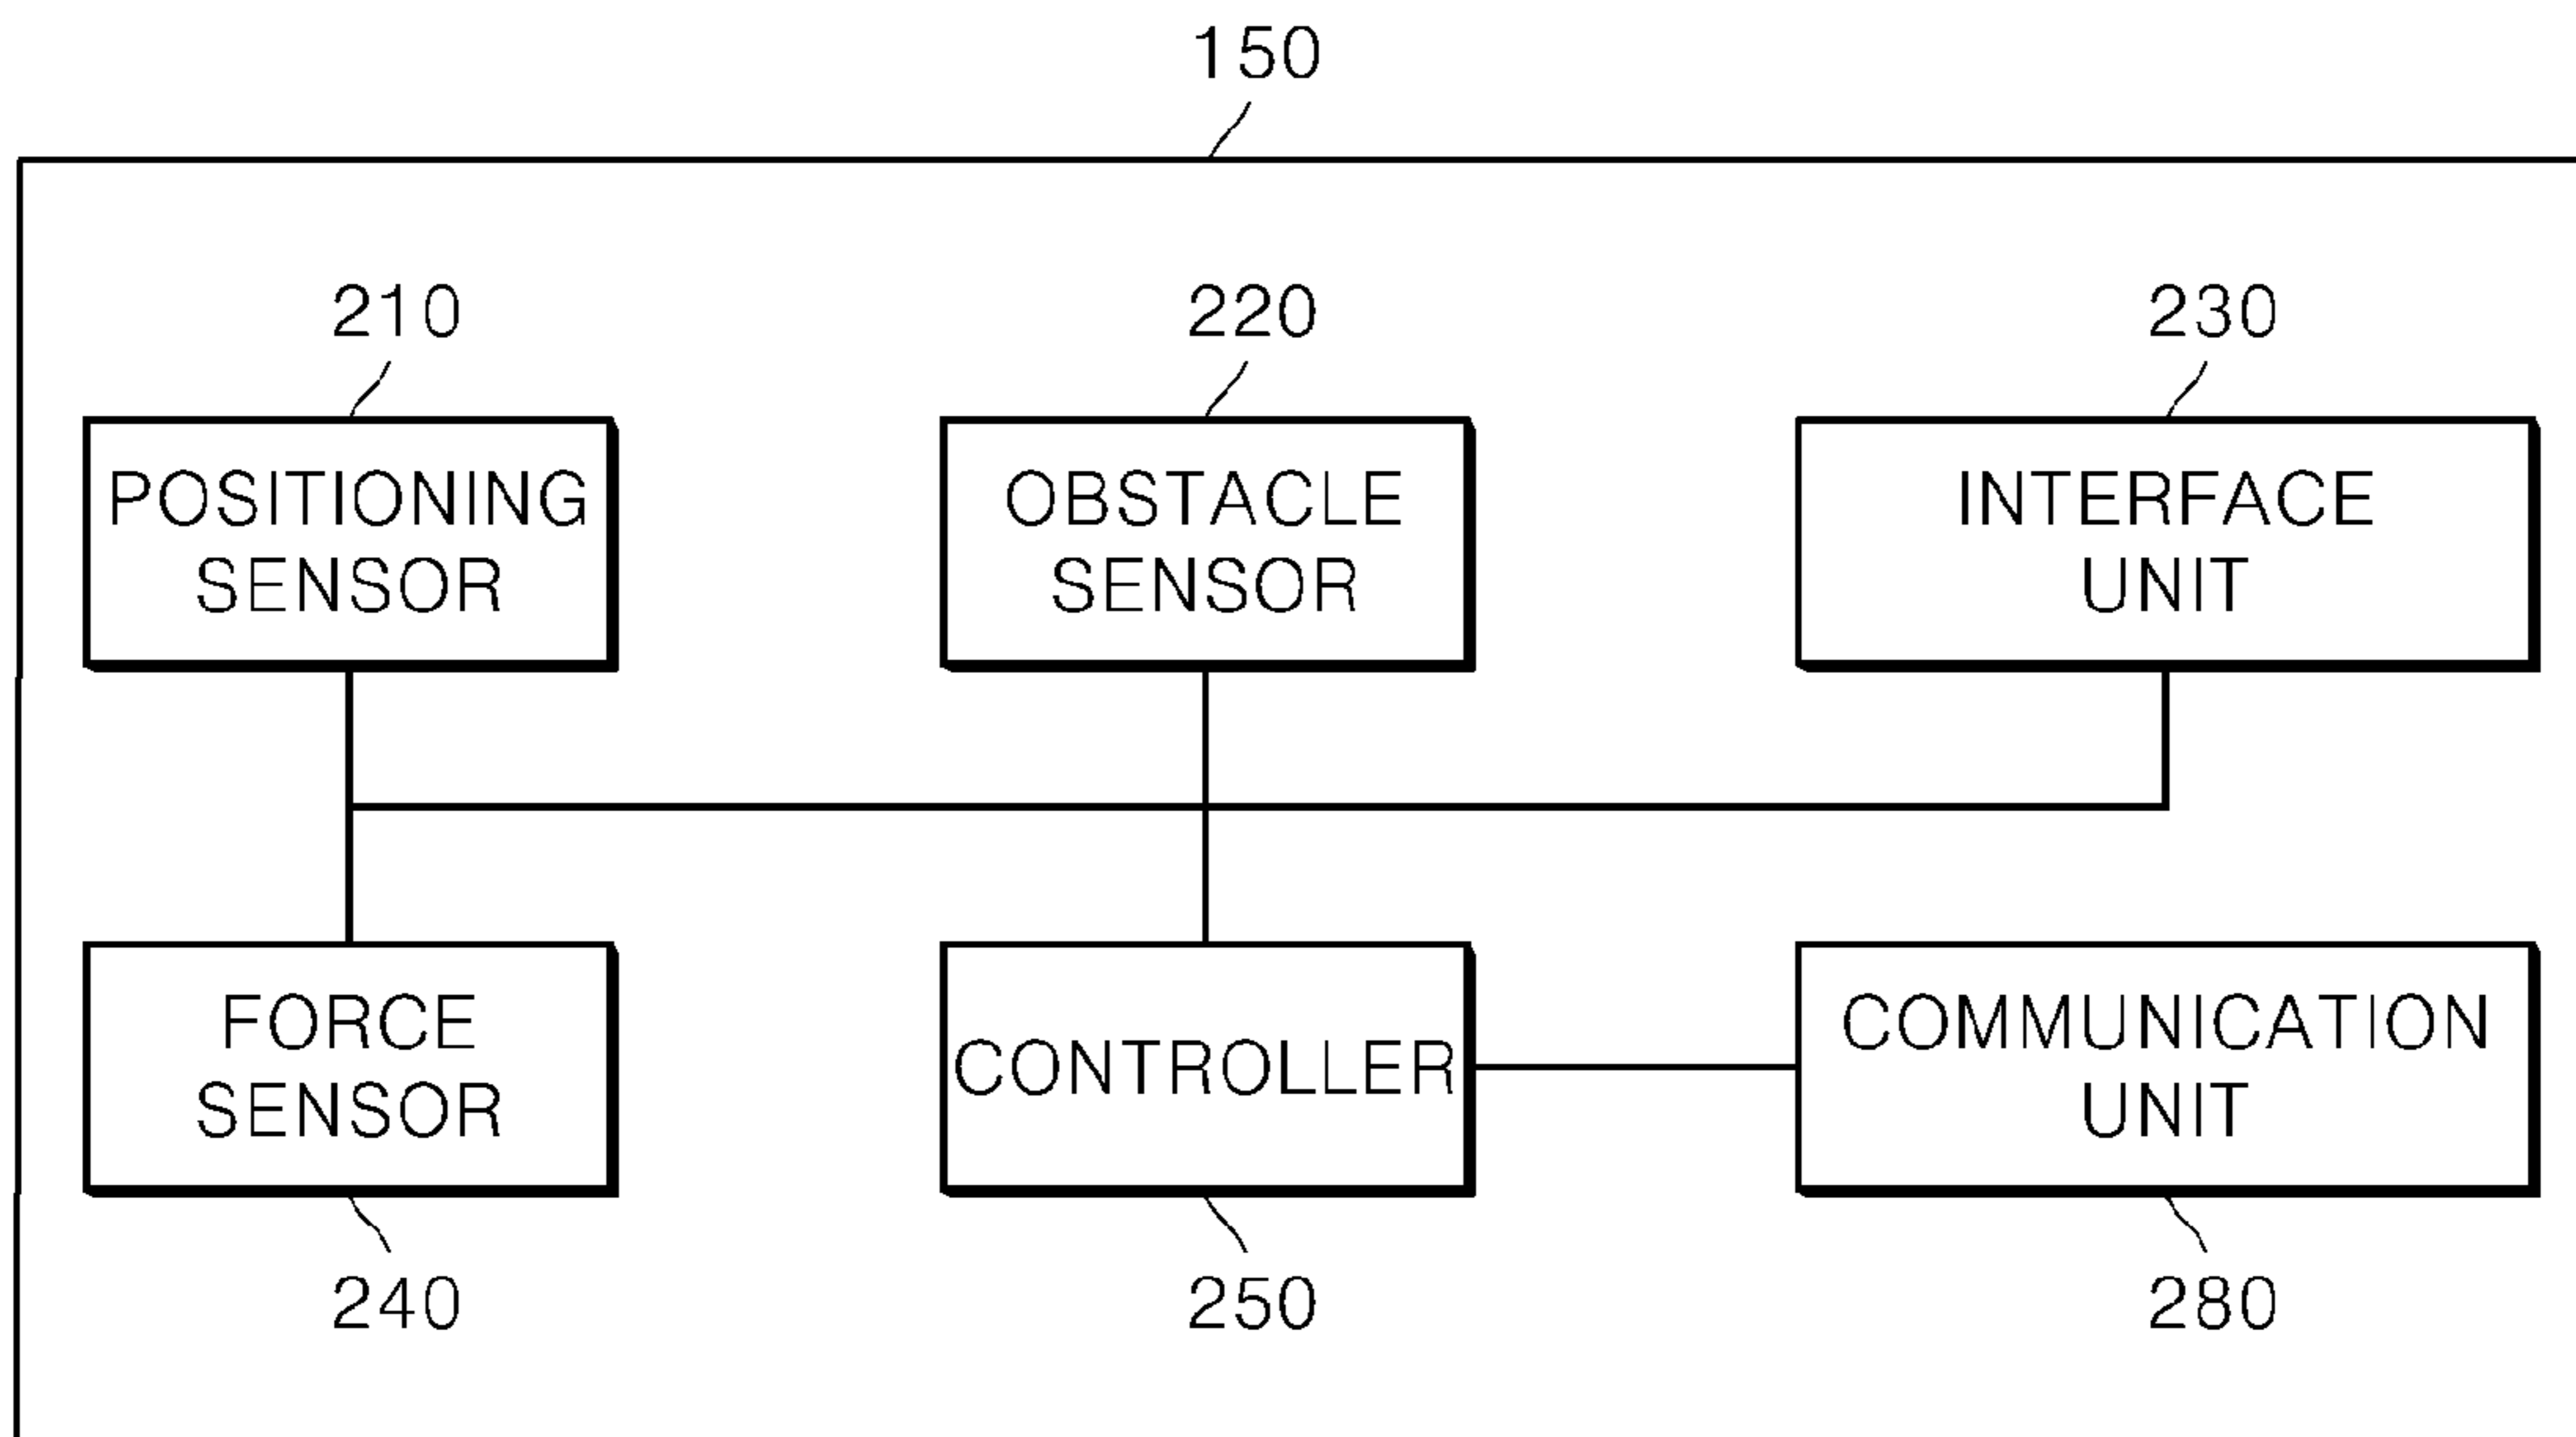 150
210
220
230
POSITIONING
SENSOR
OBSTACLE
SENSOR
INTERFACE
UNIT
FORCE
SENSOR
CONTROLLER
COMMUNICATION
UNIT
240
250
280